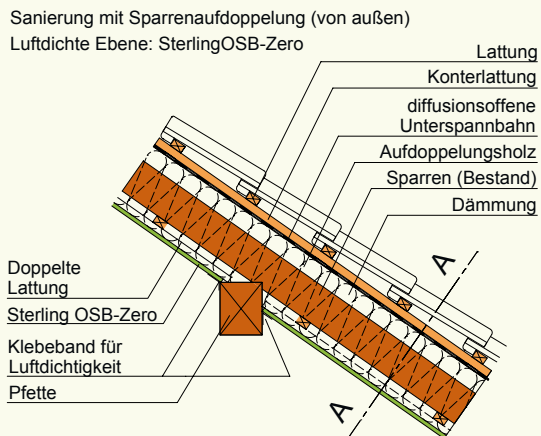 Sanierung mit Sparrenaufdoppelung (von außen)
Luftdichte Ebene: SterlingOSB-Zero
Lattung
Konterlattung
diffusionsoffene
Unterspannbahn
Aufdoppelungsholz
Sparren (Bestand)
Dämmung
A
Doppelte
Lattung
Sterling OSB-Zero
Klebeband für
Luftdichtigkeit
Pfette
A